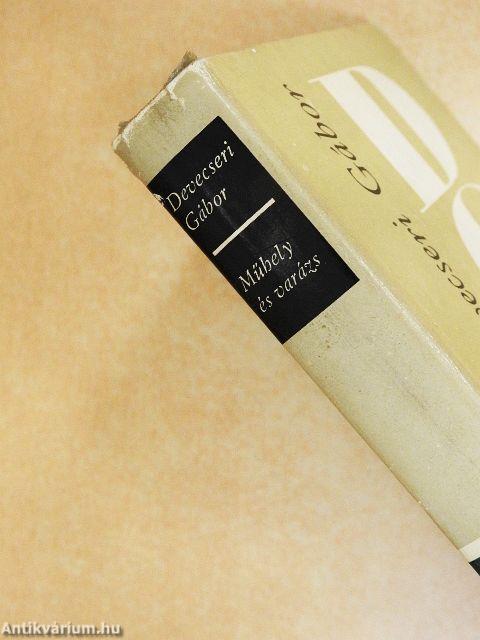 Devecseri
Gábor
Műhely
és varázs
D
ecseri Gábor
Antikvárium.hu